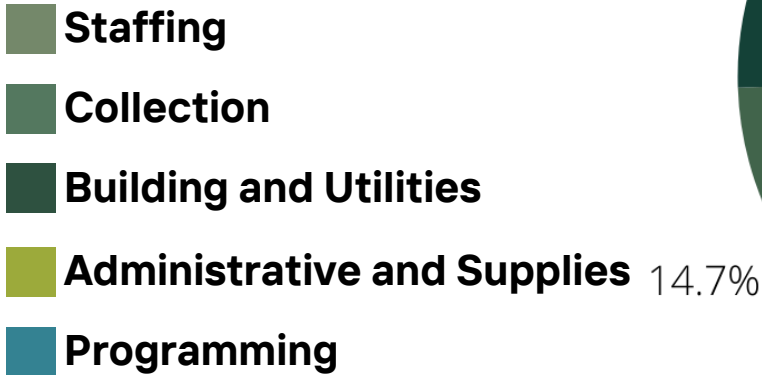 Staffing
Collection
Building and Utilities
Administrative and Supplies
14.7%
Programming